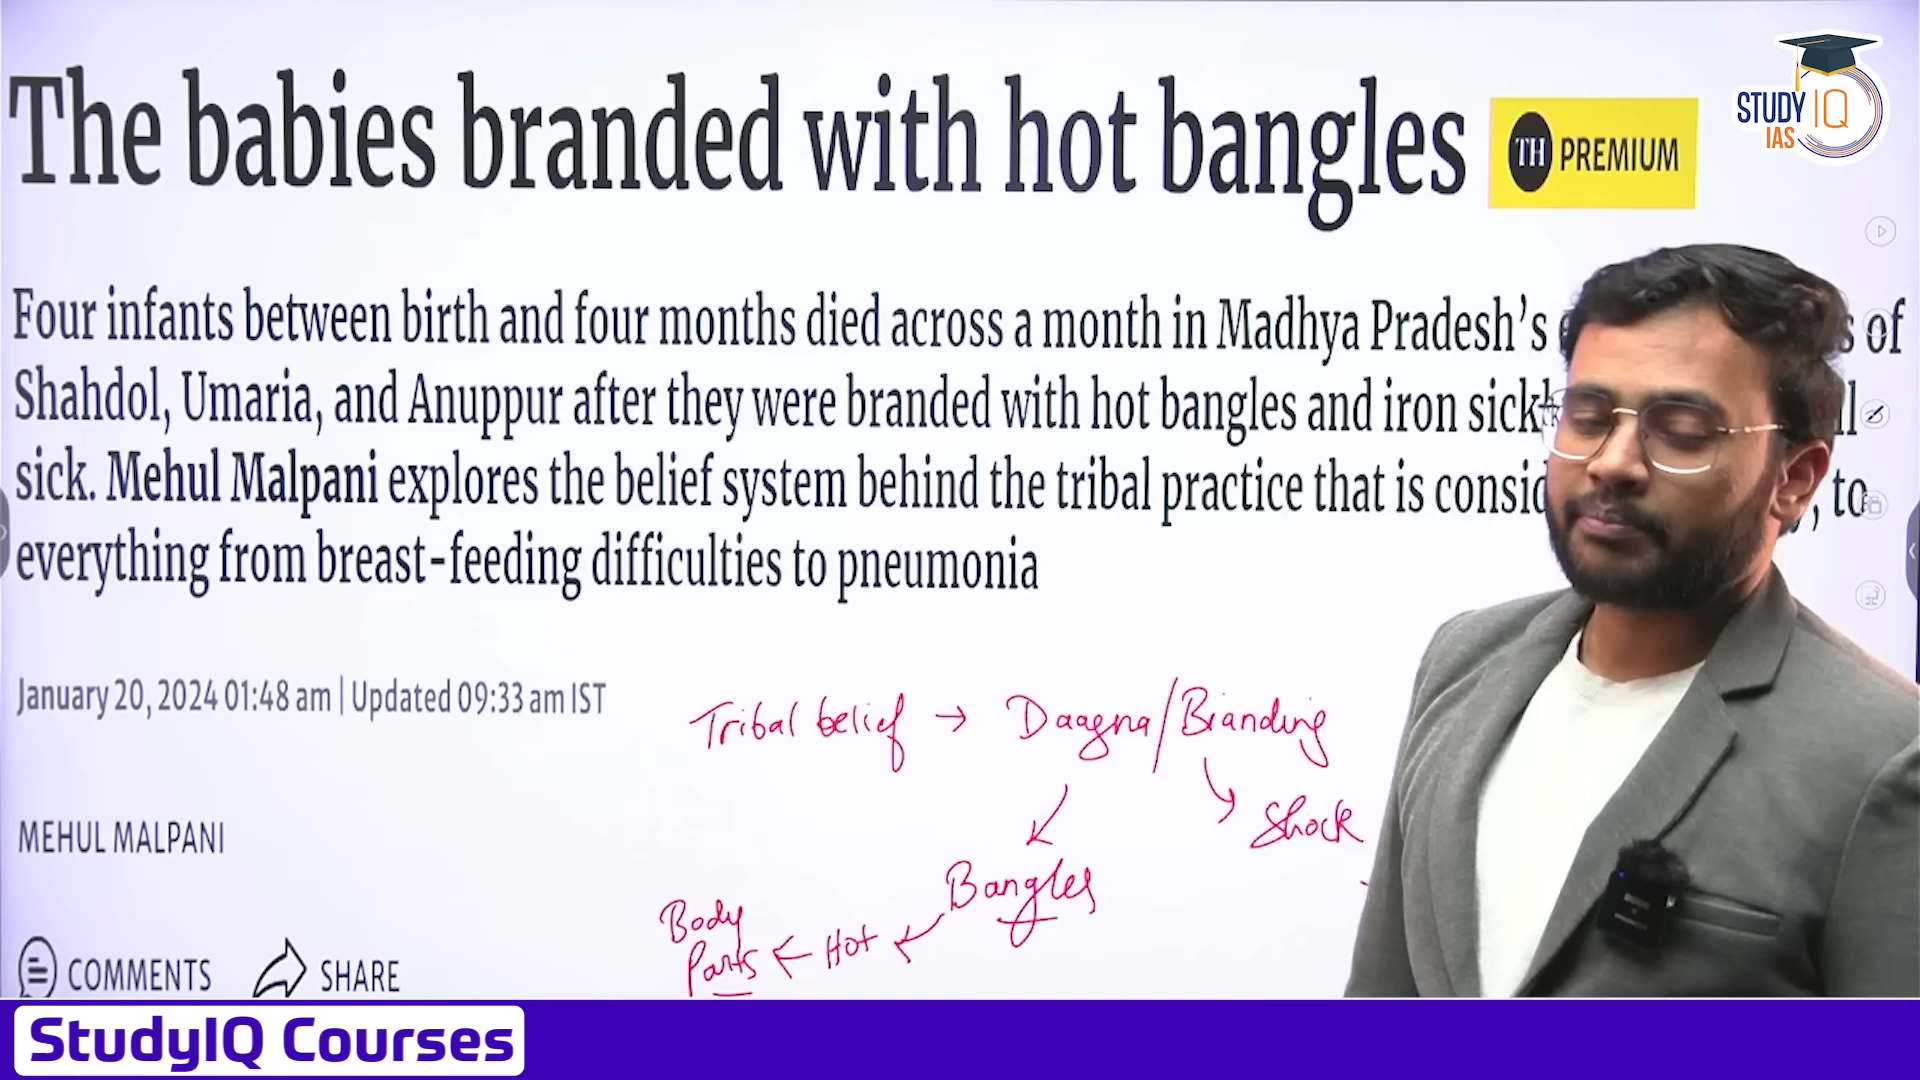 The babies branded with hot bangles
TH PREMIUM
STUDY IQ
IAS
Four infants between birth and four months died across a month in Madhya Pradesh's of
Shahdol, Umaria, and Anuppur after they were branded with hot bangles and iron
sick. Mehul Malpani explores the belief system behind the tribal practice that is to
everything from breast-feeding difficulties to pneumonia
January 20, 2024 01:48 am | Updated 09:33 am IST
Tribal belief → Daagna/Branding
Shock
MEHUL MALPANI
Bangles
Body
Parts ← Hot
COMMENTS SHARE
StudyIQ Courses